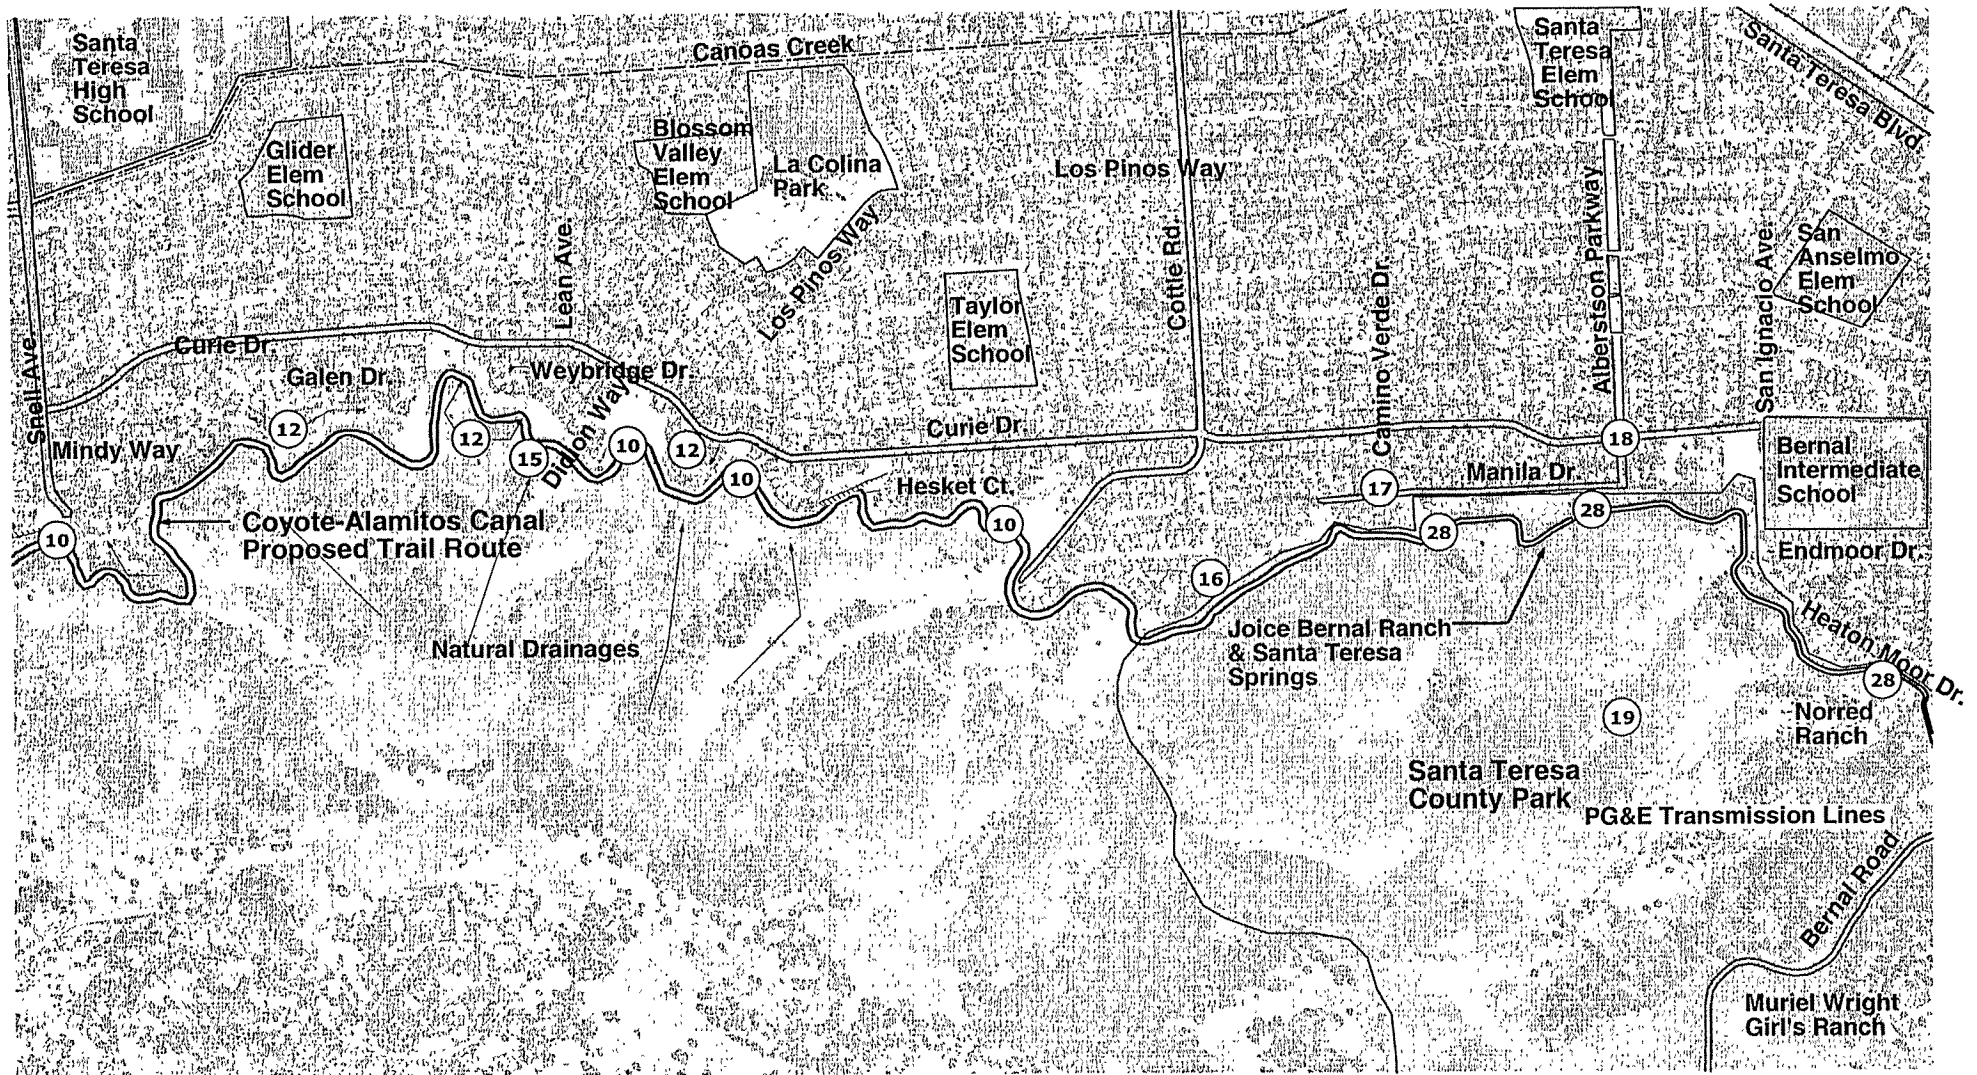 Santa
Teresa
High
School
Canoas Creek
Santa
Teresa
Elem
School
Santa Teresa Blvd.
Glider
Elem
School
Blossom
Valley
Elem
School
La Colina
Park
Los Pinos Way
Los Pinos Way
Lean Ave.
Cottle Rd.
Taylor
Elem
School
Camino Verde Dr.
Alberstson Parkway
San Ignacio Ave.
San
Anselmo
Elem
School
Snell Ave.
Curie Dr.
Galen Dr.
Weybridge Dr.
Didion Way
Curie Dr.
Mindy Way
12
12
15
10
12
10
Hesket Ct.
10
17
Manila Dr.
18
28
28
Bernal
Intermediate
School
Endmoor Dr.
10
Coyote-Alamitos Canal
Proposed Trail Route
16
Natural Drainages
Joice Bernal Ranch
& Santa Teresa
Springs
Heaton Moor Dr.
28
19
Norred
Ranch
Santa Teresa
County Park
PG&E Transmission Lines
Bernal Road
Muriel Wright
Girl's Ranch